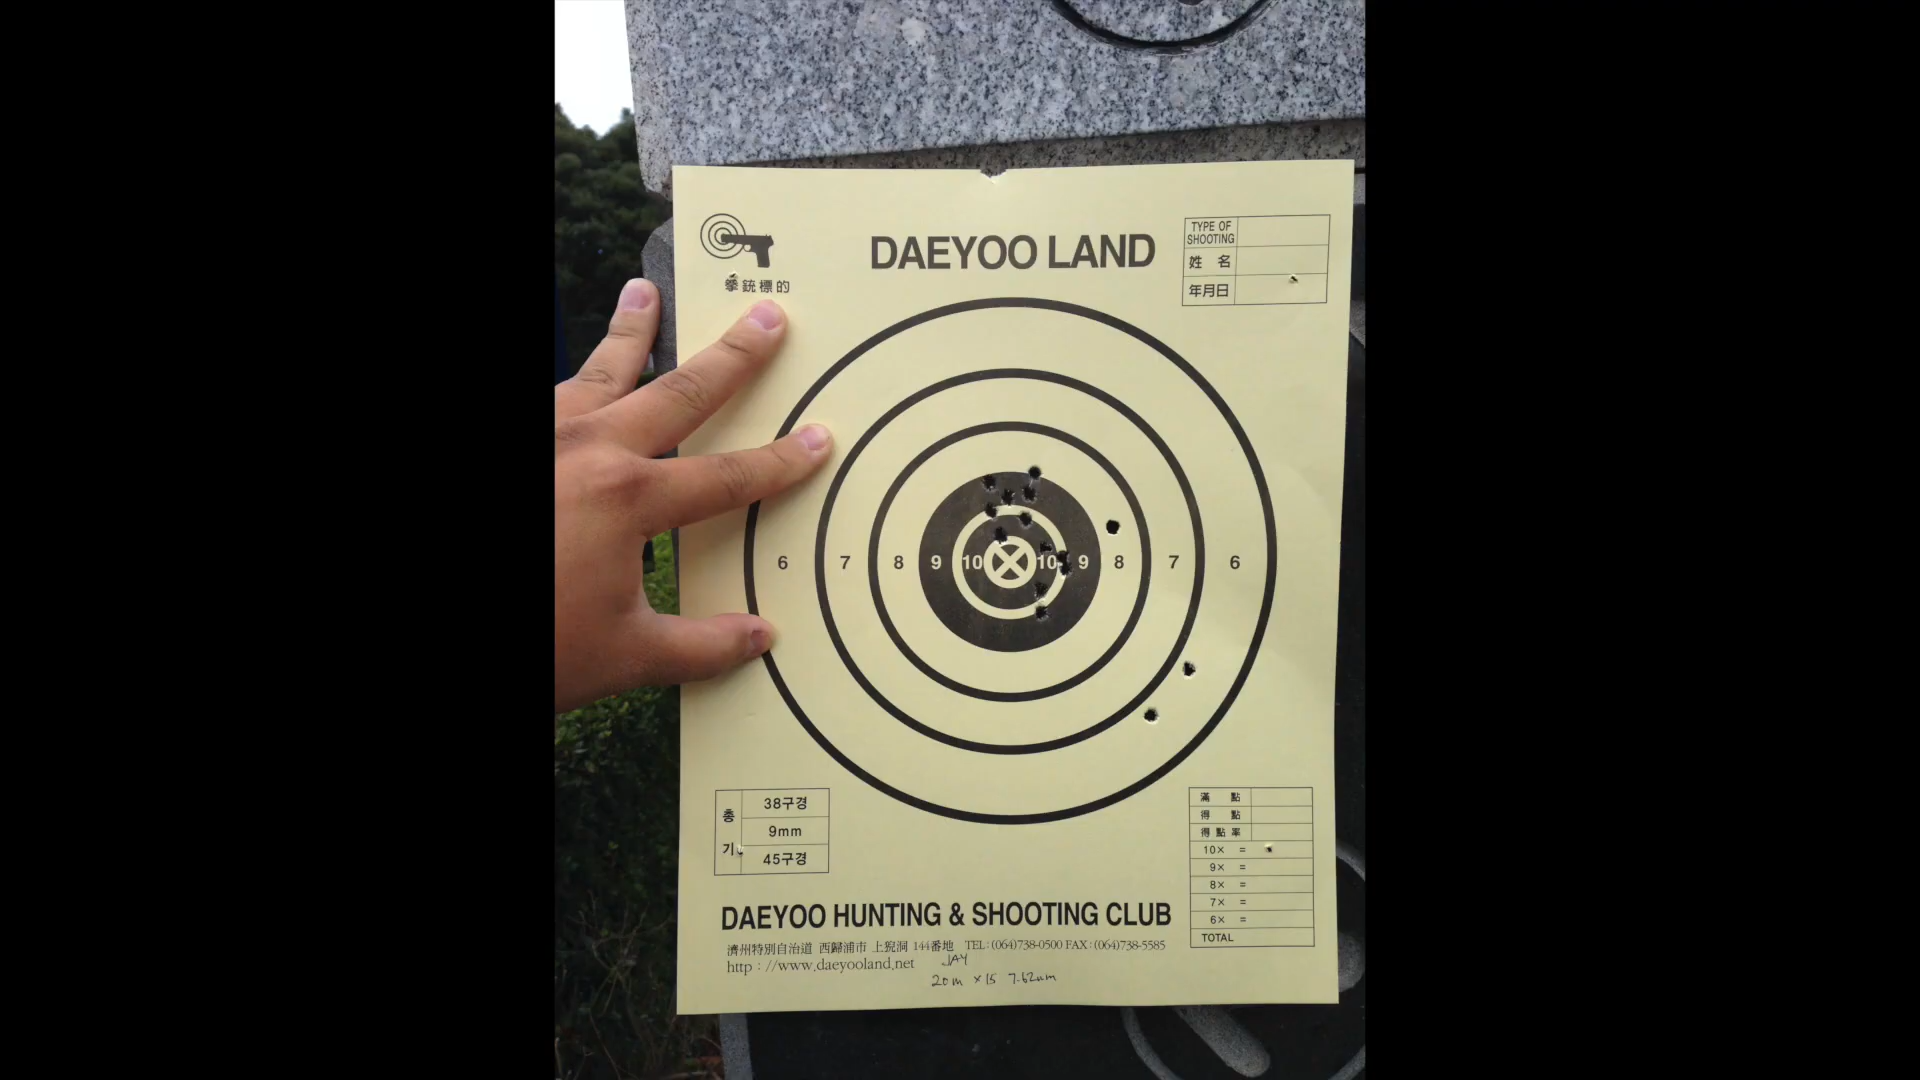 DAEYOO LAND
拳銃標的
TYPE OF
SHOOTING
姓 名
年月日
6 7 8 9 10 10 9 8 7 6
총기
38구경
9mm
45구경
滿 點
得 點
得點率
10× =
9× =
8× =
7× =
6× =
TOTAL
DAEYOO HUNTING & SHOOTING CLUB
濟州特別自治道 西歸浦市 上猊洞 144番地 TEL:(064)738-0500 FAX:(064)738-5585
http://www.daeyooland.net
JAY
20m ×15 7.62mm